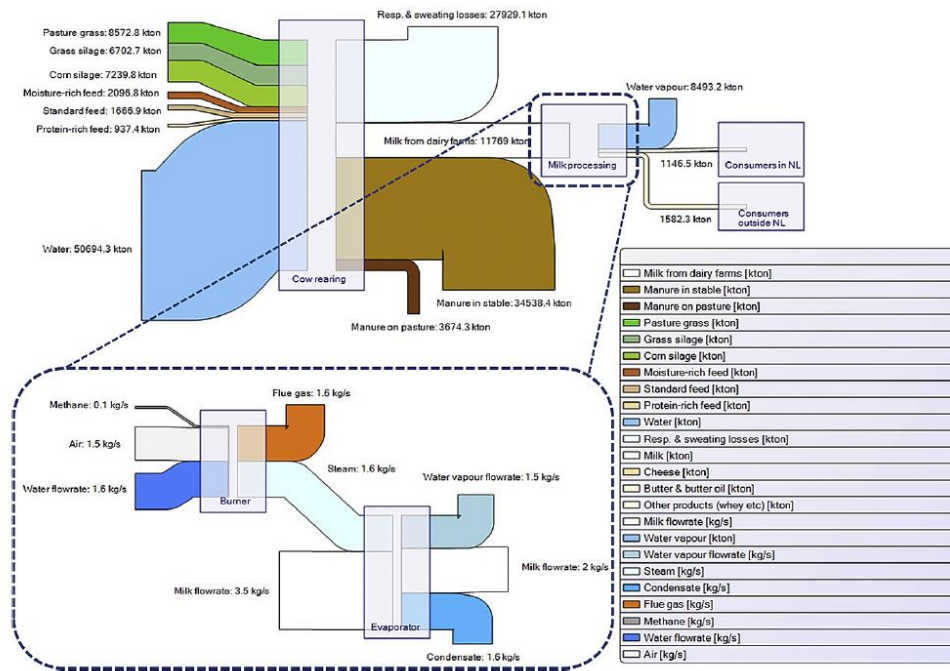 Resp. & sweating losses: 27929.1 kton
Pasture grass: 8572.8 kton
Grass silage: 6702.7 kton
Corn silage: 7239.8 kton
Moisture-rich feed: 2096.8 kton
Standard feed: 1666.9 kton
Protein-rich feed: 937.4 kton
Water: 50694.3 kton
Cow rearing
Milk from dairy farms: 11769 kton
Manure in stable: 34538.4 kton
Manure on pasture: 3674.3 kton
Water vapour: 8493.2 kton
Milk processing
1146.5 kton
Consumers in NL
1582.3 kton
Consumers
outside NL
Methane: 0.1 kg/s
Air: 1.5 kg/s
Water flowrate: 1.6 kg/s
Flue gas: 1.6 kg/s
Burner
Steam: 1.6 kg/s
Water vapour flowrate: 1.5 kg/s
Milk flowrate: 3.5 kg/s
Milk flowrate: 2 kg/s
Evaporator
Condensate: 1.6 kg/s
Milk from dairy farms [kton]
Manure in stable [kton]
Manure on pasture [kton]
Pasture grass [kton]
Grass silage [kton]
Corn silage [kton]
Moisture-rich feed [kton]
Standard feed [kton]
Protein-rich feed [kton]
Water [kton]
Resp. & sweating losses [kton]
Milk [kton]
Cheese [kton]
Butter & butter oil [kton]
Other products (whey etc) [kton]
Milk flowrate [kg/s]
Water vapour [kton]
Water vapour flowrate [kg/s]
Steam [kg/s]
Condensate [kg/s]
Flue gas [kg/s]
Methane [kg/s]
Water flowrate [kg/s]
Air [kg/s]